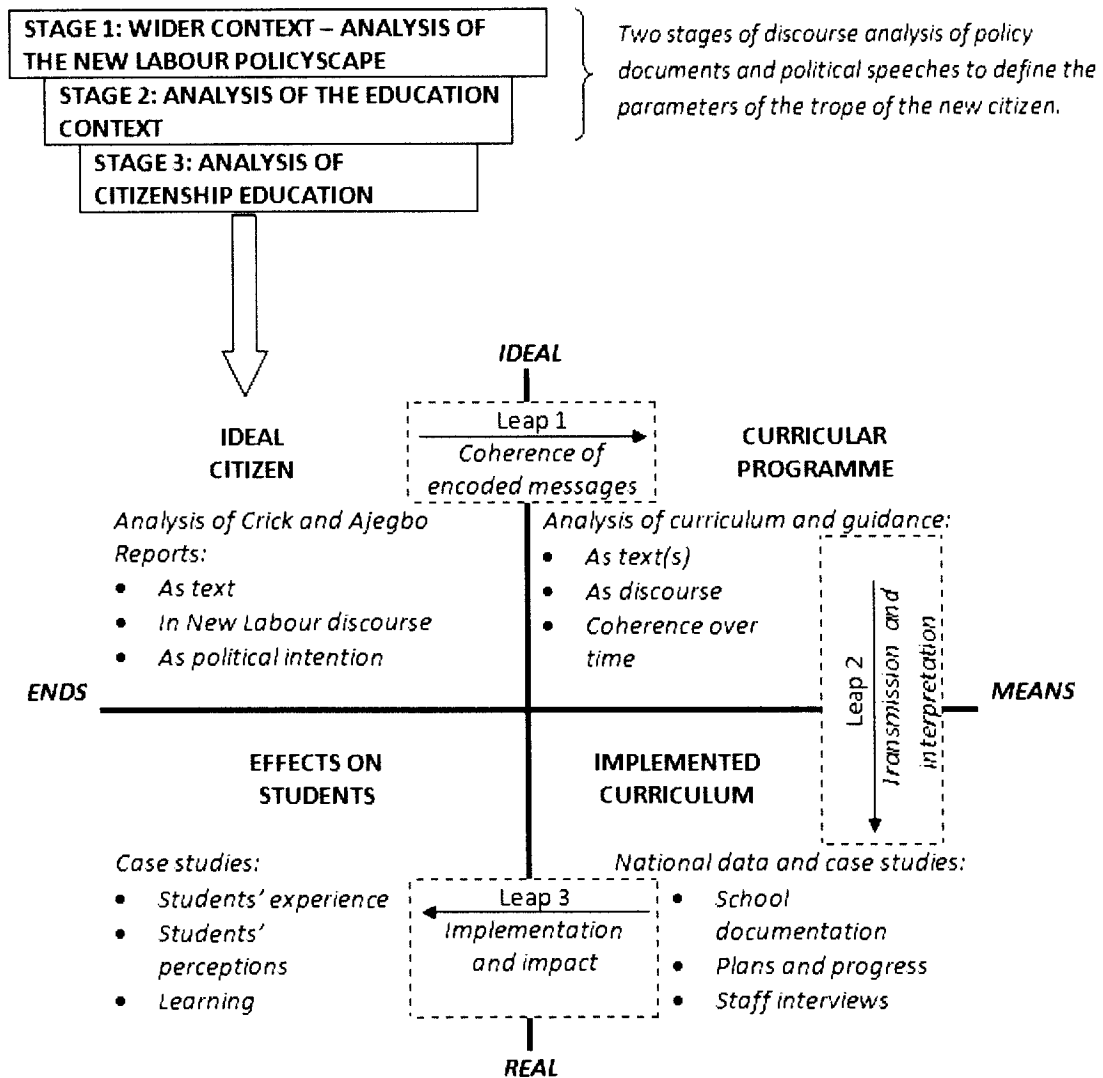 STAGE 1: WIDER CONTEXT – ANALYSIS OF
THE NEW LABOUR POLICYSCAPE
STAGE 2: ANALYSIS OF THE EDUCATION
CONTEXT
STAGE 3: ANALYSIS OF
CITIZENSHIP EDUCATION
Two stages of discourse analysis of policy
documents and political speeches to define the
parameters of the trope of the new citizen.
IDEAL
IDEAL
CITIZEN
Leap 1
Coherence of
encoded messages
CURRICULAR
PROGRAMME
Analysis of Crick and Ajegbo
Reports:
• As text
• In New Labour discourse
• As political intention
Analysis of curriculum and guidance:
• As text(s)
• As discourse
• Coherence over
time
Leap 2
Transmission and
interpretation
ENDS
MEANS
EFFECTS ON
STUDENTS
IMPLEMENTED
CURRICULUM
Case studies:
• Students' experience
• Students'
perceptions
• Learning
Leap 3
Implementation
and impact
National data and case studies:
• School
documentation
• Plans and progress
• Staff interviews
REAL